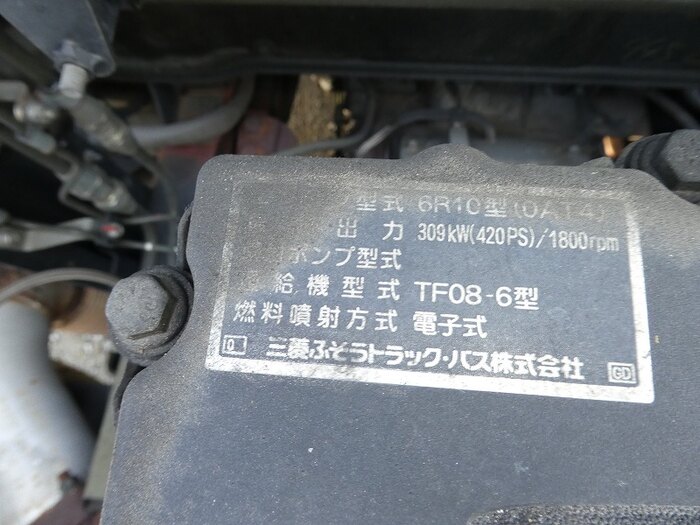 型式 6R10型(0AT4)
出力 309kW(420PS)/1800rpm
ポンプ型式
給機型式 TF08-6型
燃料噴射方式 電子式
三菱ふそうトラック・バス株式会社 GD